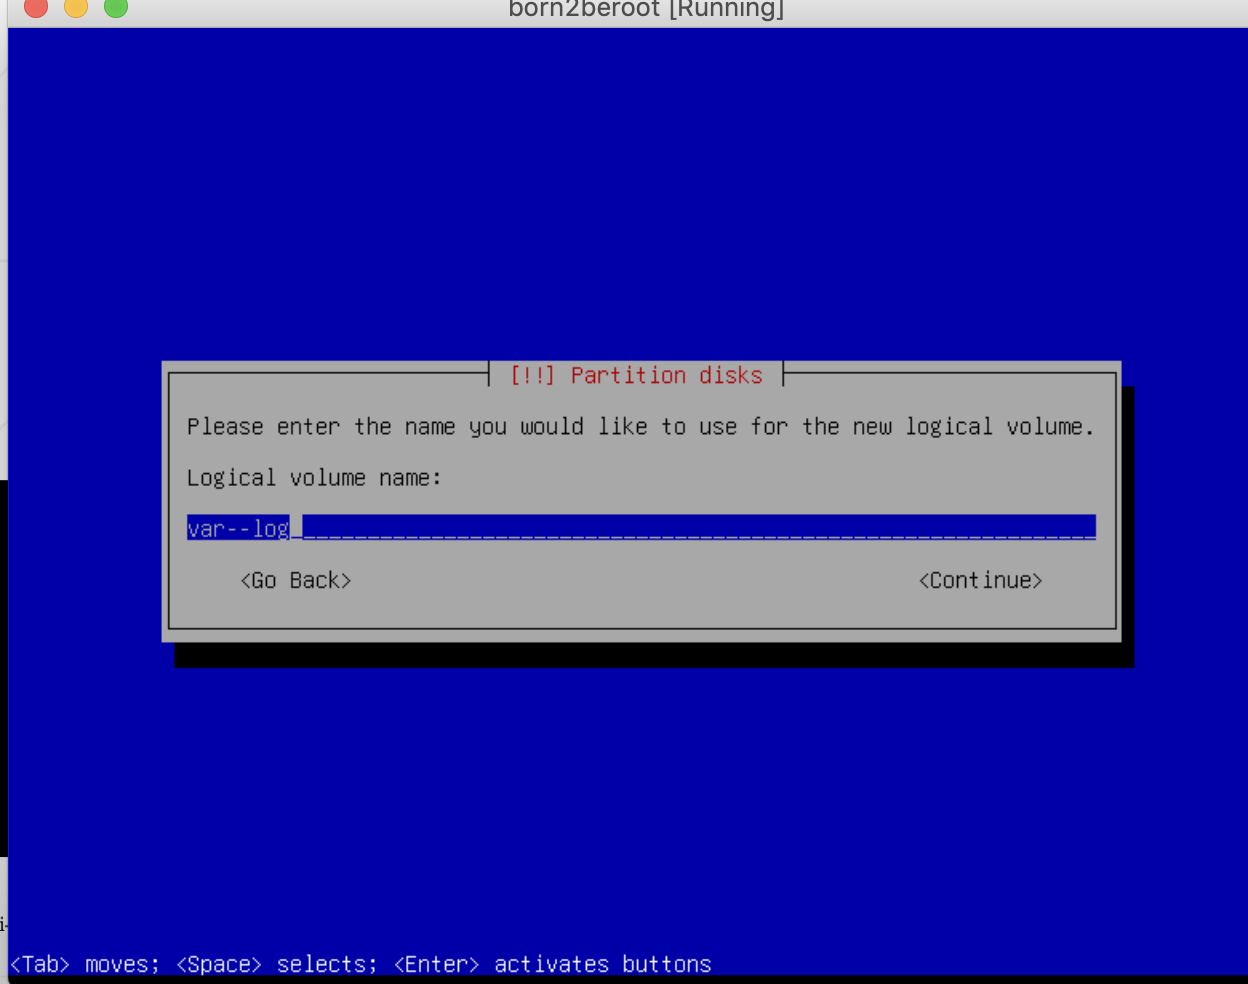 born2beroot [Running]
[!!] Partition disks
Please enter the name you would like to use for the new logical volume.
Logical volume name:
var--log
<Go Back> <Continue>
i-
<Tab> moves; <Space> selects; <Enter> activates buttons